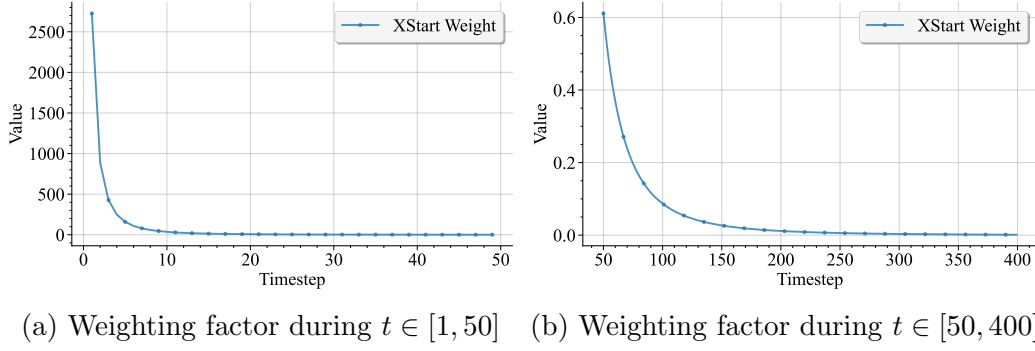 XStart Weight
2500
2000
1500
1000
500
0
Value
0 10 20 30 40 50
Timestep
(a) Weighting factor during t ∈ [1, 50]
XStart Weight
0.6
0.4
0.2
0.0
Value
50 100 150 200 250 300 350 400
Timestep
(b) Weighting factor during t ∈ [50, 400]